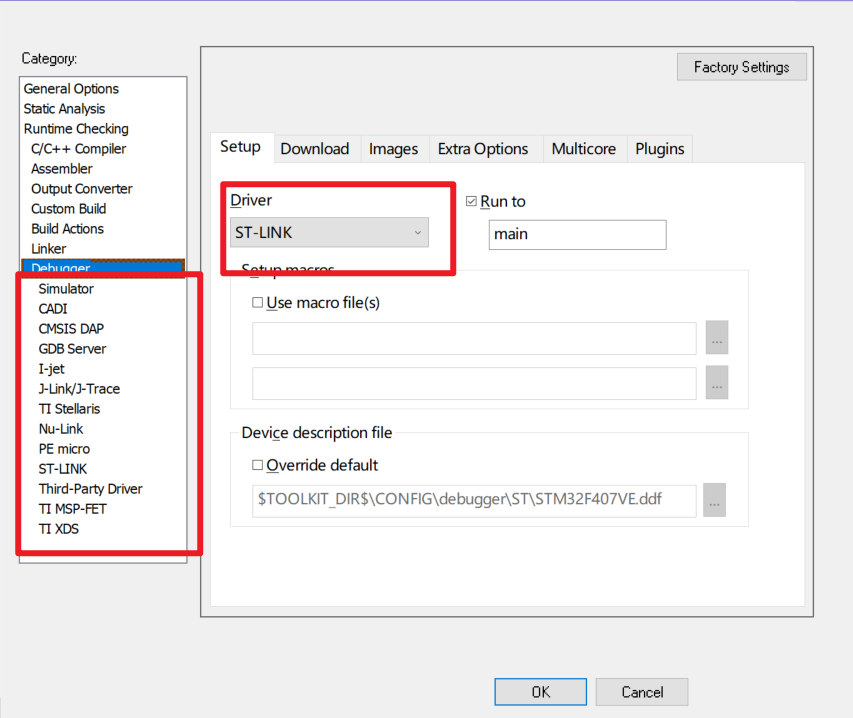 Category:
General Options
Static Analysis
Runtime Checking
C/C++ Compiler
Assembler
Output Converter
Custom Build
Build Actions
Linker
Debugger
Simulator
CADI
CMSIS DAP
GDB Server
I-jet
J-Link/J-Trace
TI Stellaris
Nu-Link
PE micro
ST-LINK
Third-Party Driver
TI MSP-FET
TI XDS
Factory Settings
Setup Download Images Extra Options Multicore Plugins
Driver
ST-LINK
Run to
main
Setup macros
Use macro file(s)
...
...
Device description file
Override default
$TOOLKIT_DIR$\CONFIG\debugger\ST\STM32F407VE.ddf
...
OK Cancel